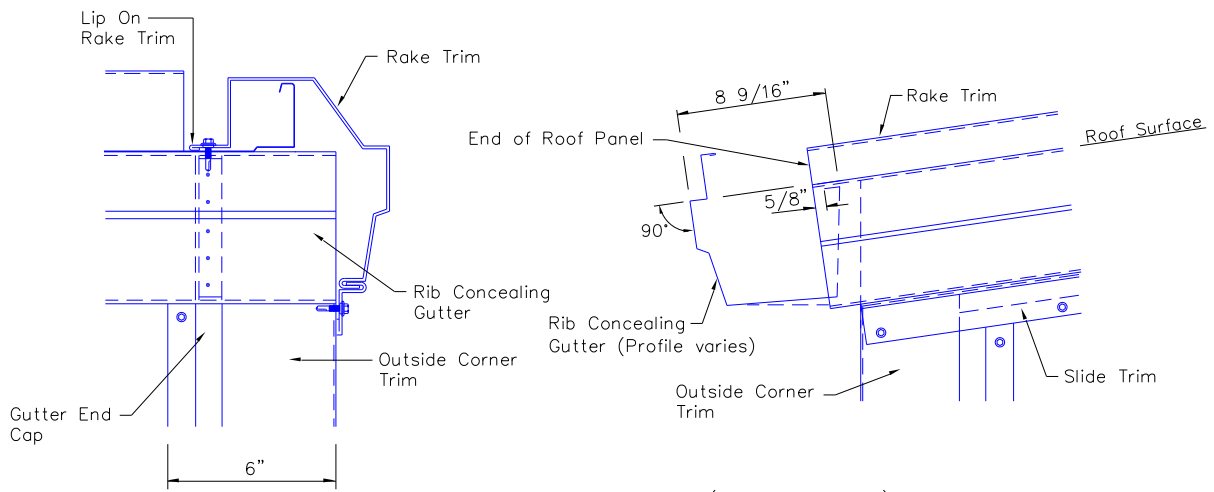 Lip On
Rake Trim
Rake Trim
Rib Concealing
Gutter
Outside Corner
Trim
Gutter End
Cap
6"
8 9/16"
Rake Trim
End of Roof Panel
Roof Surface
5/8"
90°
Rib Concealing
Gutter (Profile varies)
Slide Trim
Outside Corner
Trim